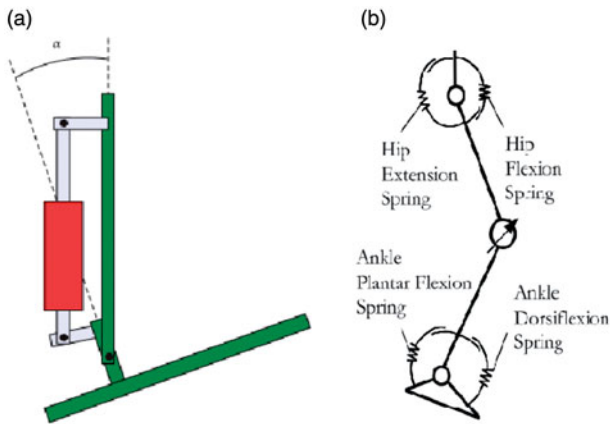 (a)
α
(b)
Hip
Extension
Spring
Hip
Flexion
Spring
Ankle
Plantar Flexion
Spring
Ankle
Dorsiflexion
Spring